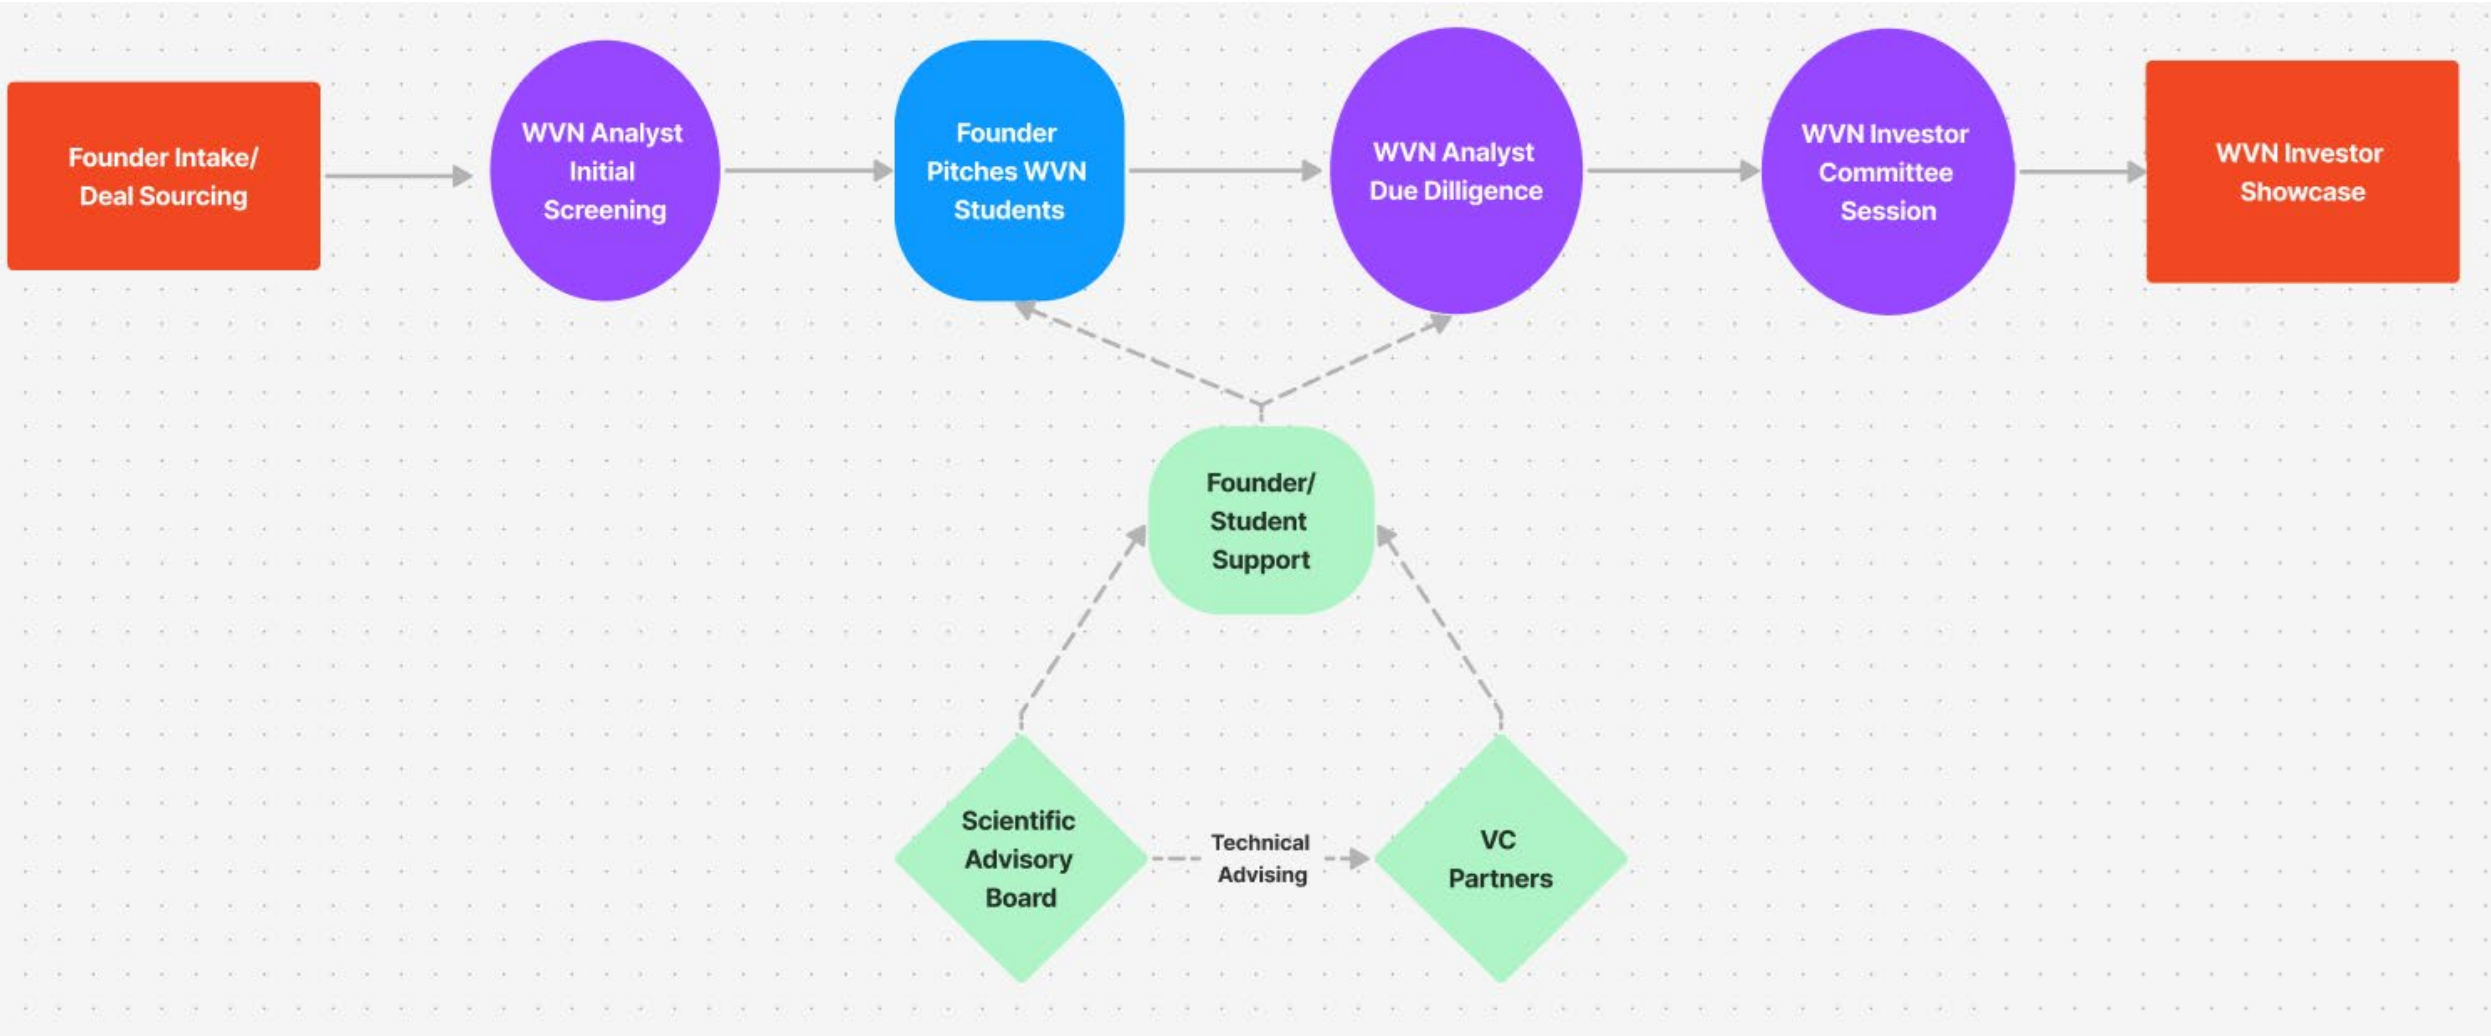 Founder Intake/
Deal Sourcing
WVN Analyst
Initial
Screening
Founder
Pitches WVN
Students
WVN Analyst
Due Dilligence
WVN Investor
Committee
Session
WVN Investor
Showcase
Founder/
Student
Support
Scientific
Advisory
Board
Technical
Advising
VC
Partners